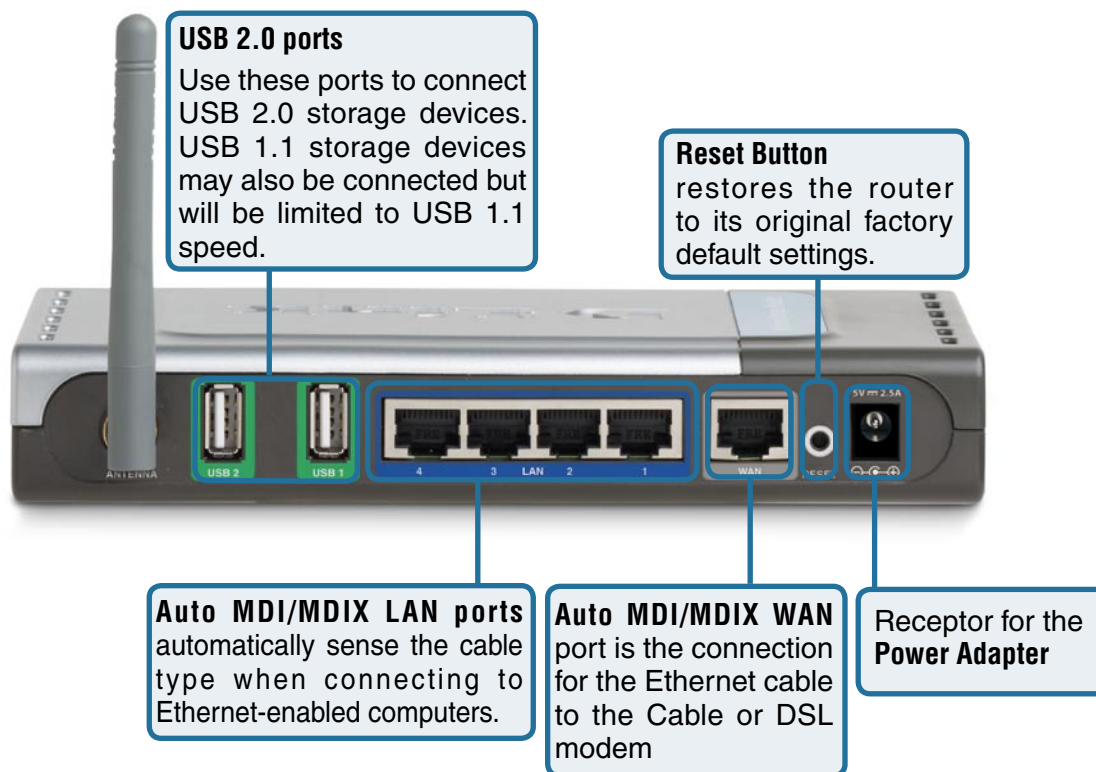 USB 2.0 ports
Use these ports to connect
USB 2.0 storage devices.
USB 1.1 storage devices
may also be connected but
will be limited to USB 1.1
speed.
Reset Button
restores the router
to its original factory
default settings.
5V ⎓ 2.5A
ANTENNA
USB 2
USB 1
4 3 LAN 2 1
WAN
RESET
Auto MDI/MDIX LAN ports
automatically sense the cable
type when connecting to
Ethernet-enabled computers.
Auto MDI/MDIX WAN
port is the connection
for the Ethernet cable
to the Cable or DSL
modem
Receptor for the
Power Adapter